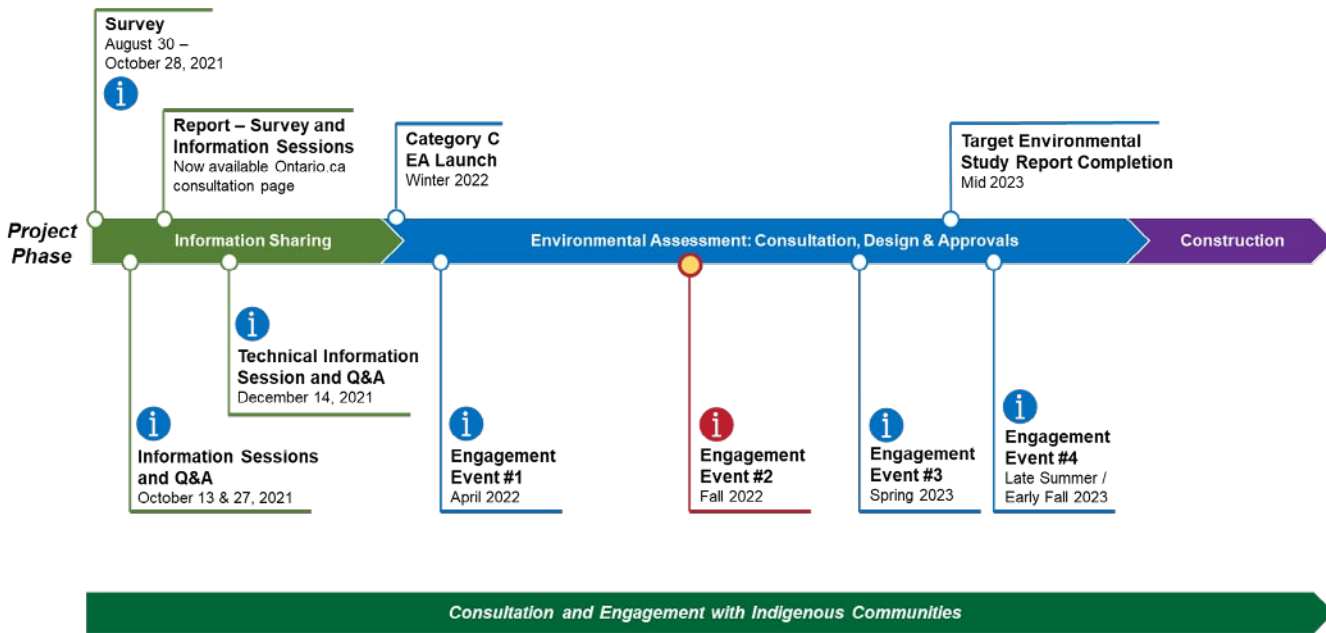 Survey
August 30 –
October 28, 2021
i
Report – Survey and
Information Sessions
Now available Ontario.ca
consultation page
Category C
EA Launch
Winter 2022
Target Environmental
Study Report Completion
Mid 2023
Project
Phase
Information Sharing
Environmental Assessment: Consultation, Design & Approvals
Construction
i
Technical Information
Session and Q&A
December 14, 2021
i
Information Sessions
and Q&A
October 13 & 27, 2021
i
Engagement
Event #1
April 2022
i
Engagement
Event #2
Fall 2022
i
Engagement
Event #3
Spring 2023
i
Engagement
Event #4
Late Summer /
Early Fall 2023
Consultation and Engagement with Indigenous Communities